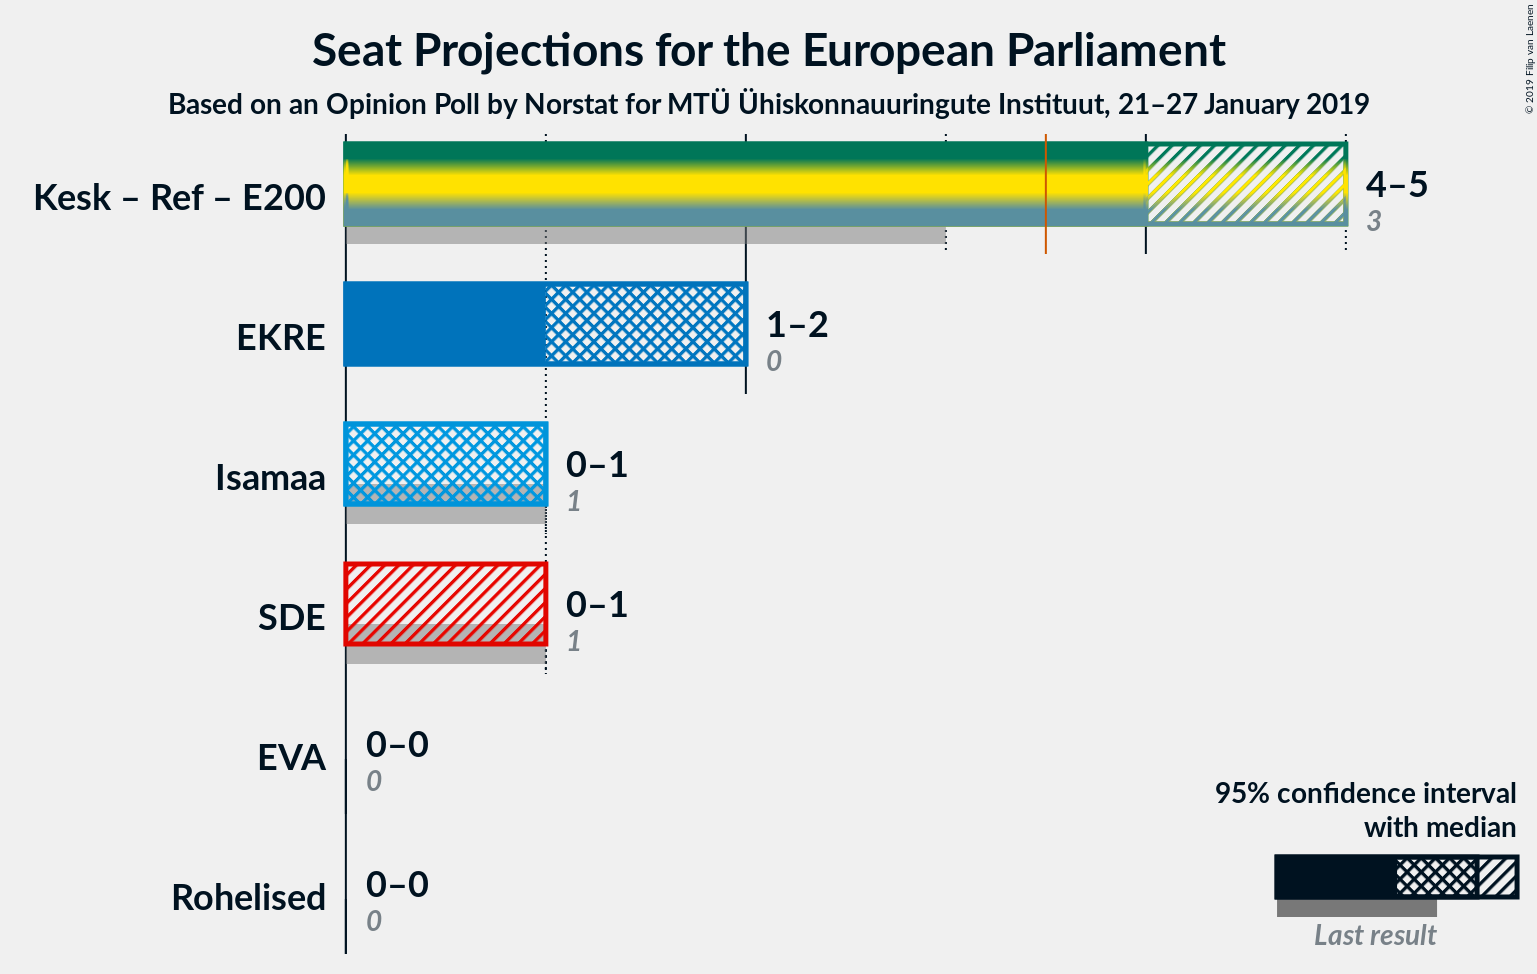 Seat Projections for the European Parliament
Based on an Opinion Poll by Norstat for MTÜ Ühiskonnauuringute Instituut, 21–27 January 2019
© 2019 Filip van Laenen
Kesk – Ref – E200
4–5
3
EKRE
1–2
0
Isamaa
0–1
1
SDE
0–1
1
EVA
0–0
0
Rohelised
0–0
0
95% confidence interval
with median
Last result